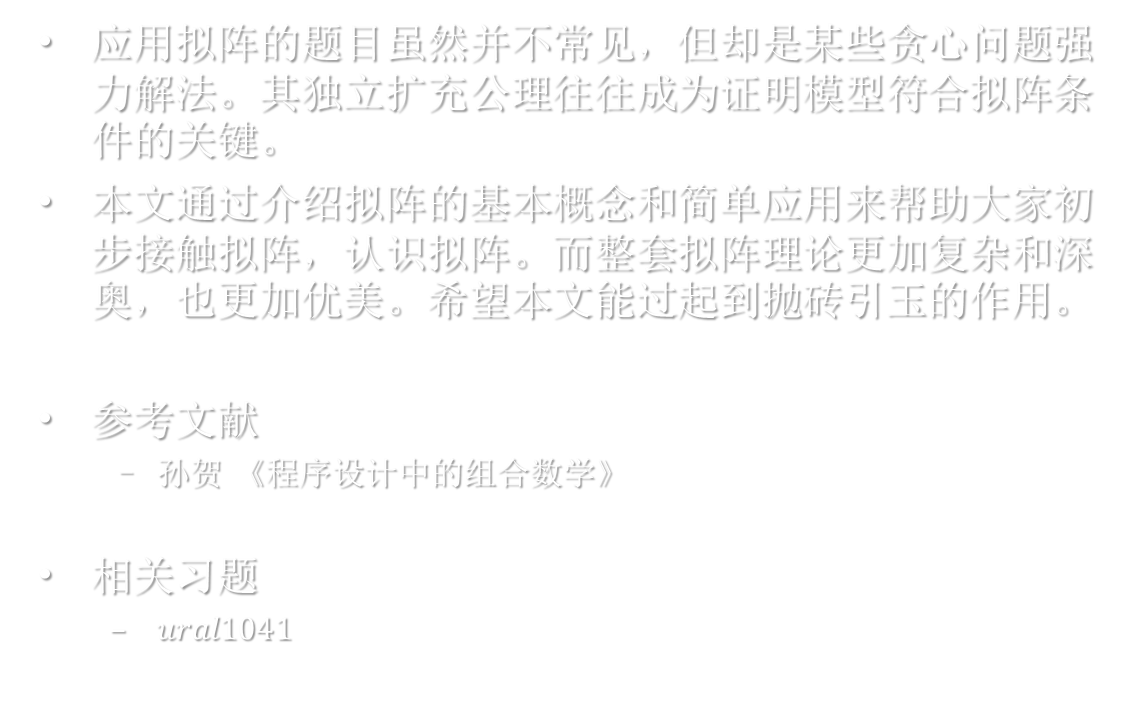 • 应用拟阵的题目虽然并不常见，但却是某些贪心问题强
力解法。其独立扩充公理往往成为证明模型符合拟阵条
件的关键。
• 本文通过介绍拟阵的基本概念和简单应用来帮助大家初
步接触拟阵，认识拟阵。而整套拟阵理论更加复杂和深
奥，也更加优美。希望本文能过起到抛砖引玉的作用。
• 参考文献
– 孙贺 《程序设计中的组合数学》
• 相关习题
– ural1041